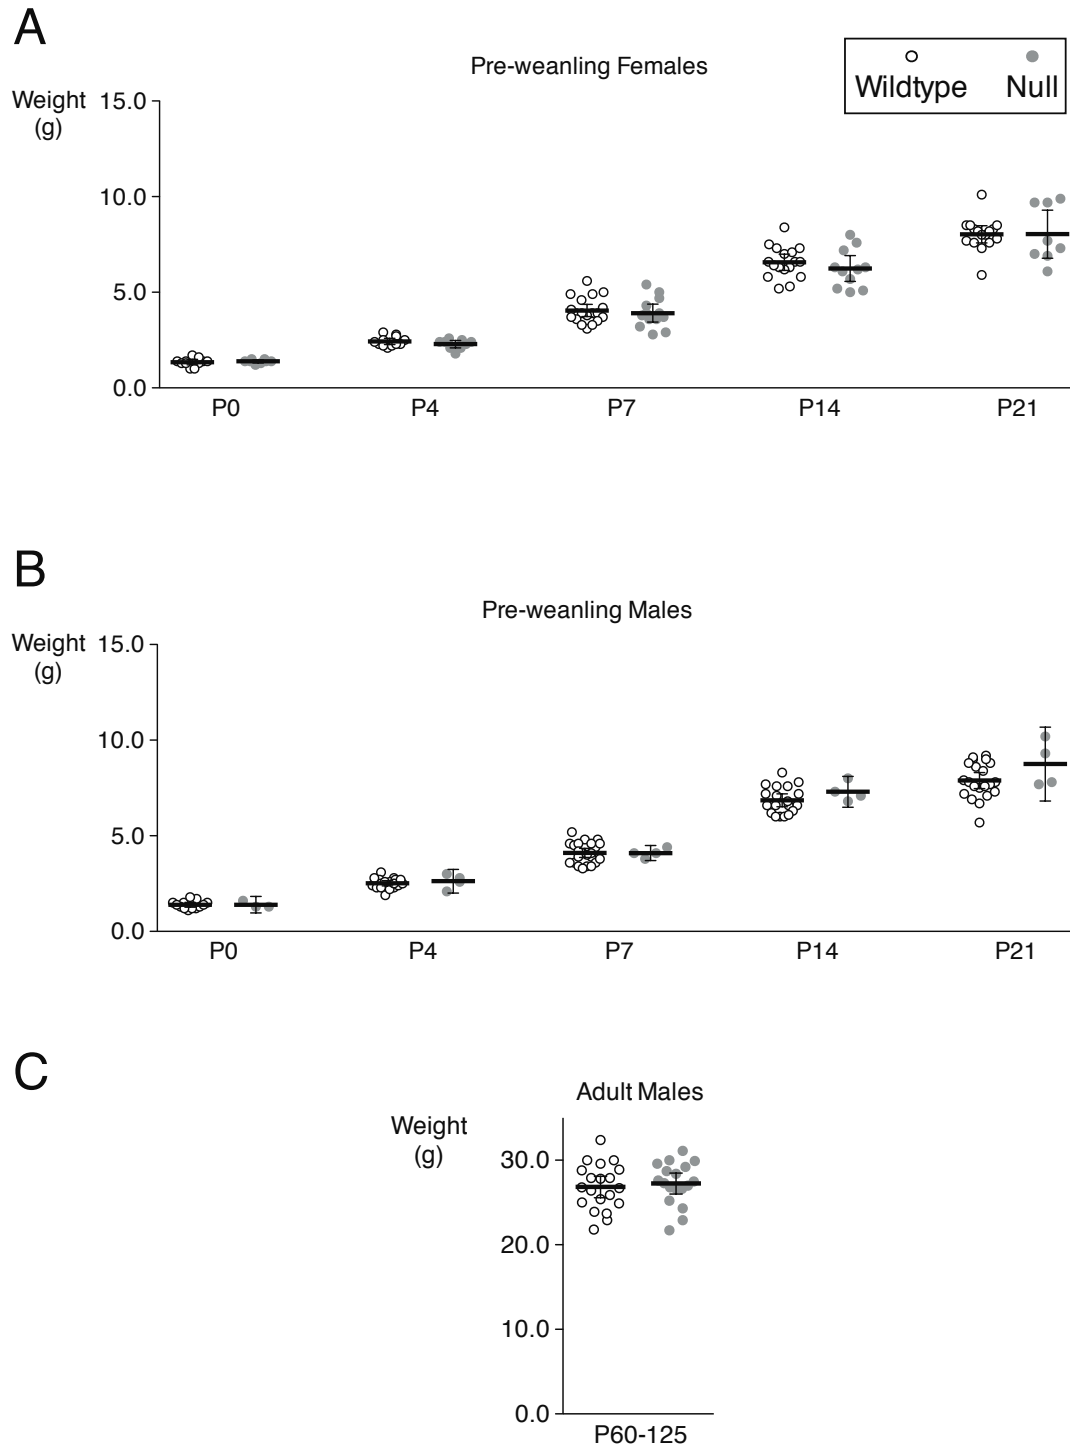 A
Pre-weanling Females
Wildtype Null
Weight
(g)
15.0
10.0
5.0
0.0
P0 P4 P7 P14 P21
B
Pre-weanling Males
Weight
(g)
15.0
10.0
5.0
0.0
P0 P4 P7 P14 P21
C
Adult Males
Weight
(g)
30.0
20.0
10.0
0.0
P60-125